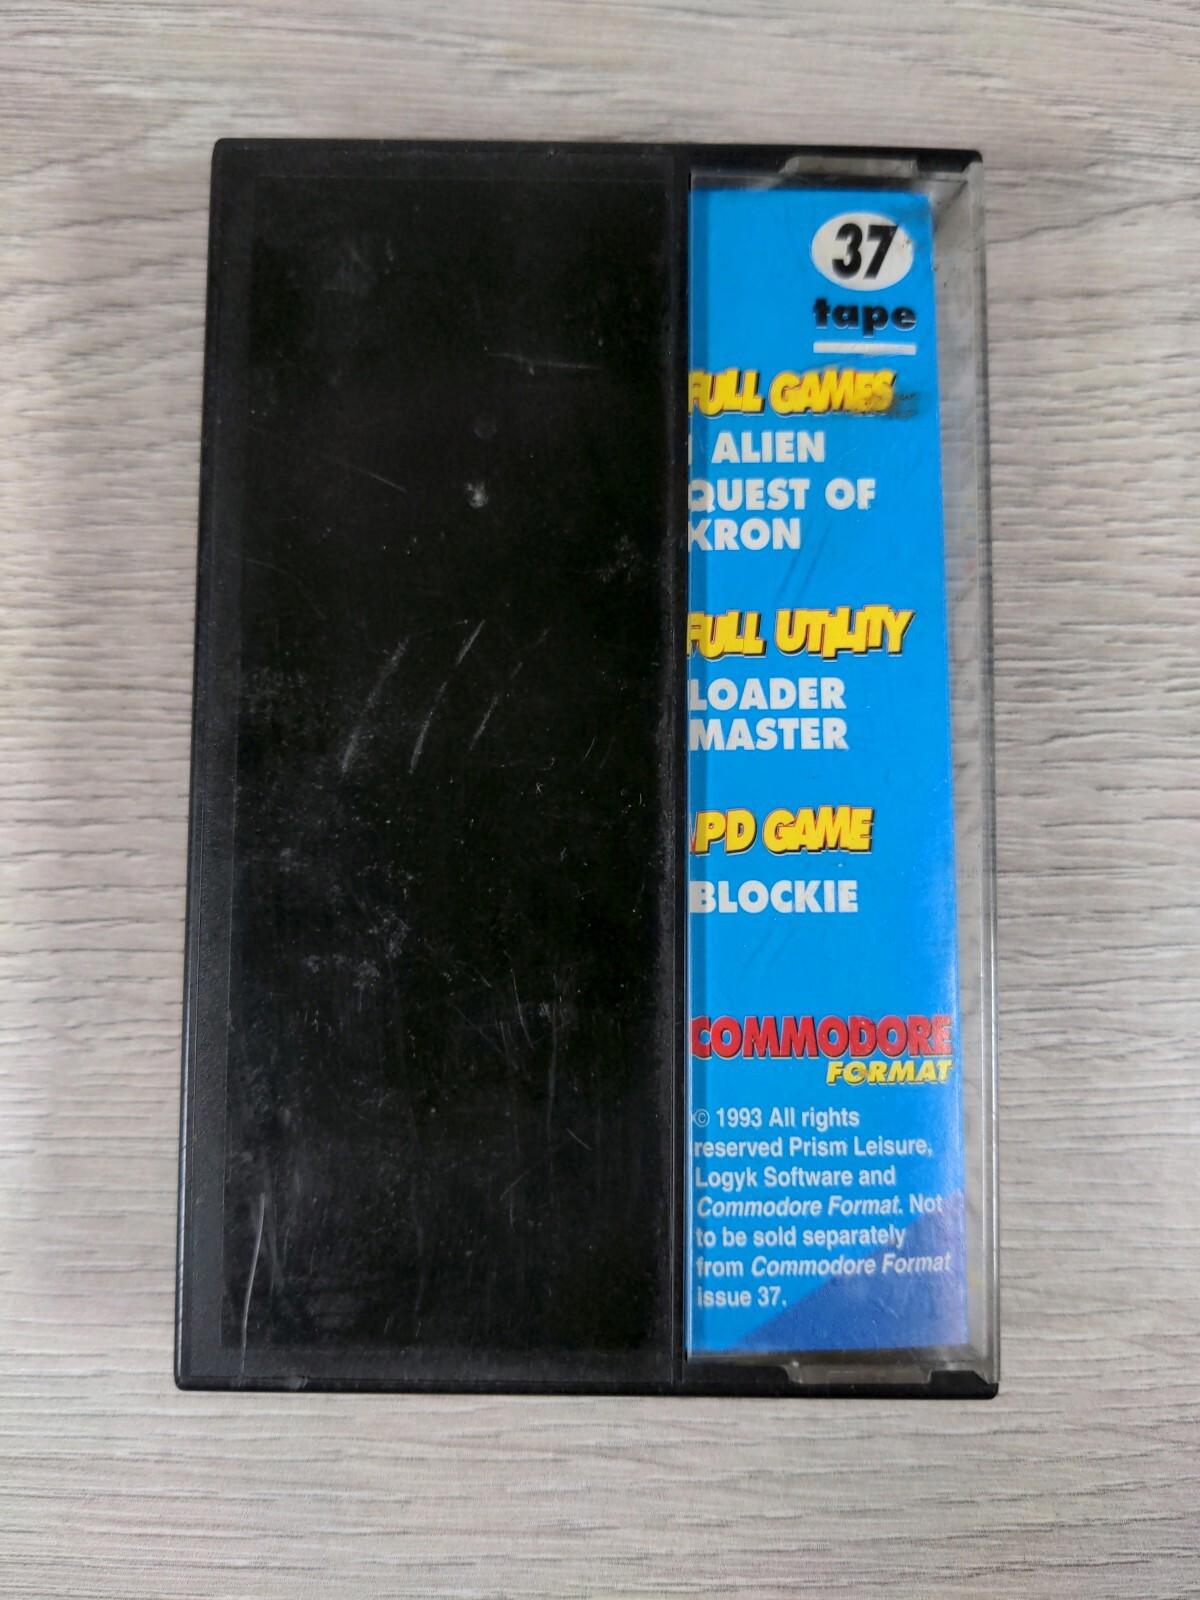 37
tape
FULL GAMES
I ALIEN
QUEST OF
KRON
FULL UTILITY
LOADER
MASTER
PD GAME
BLOCKIE
COMMODORE
FORMAT
© 1993 All rights
reserved Prism Leisure,
Logyk Software and
Commodore Format. Not
to be sold separately
from Commodore Format
issue 37.